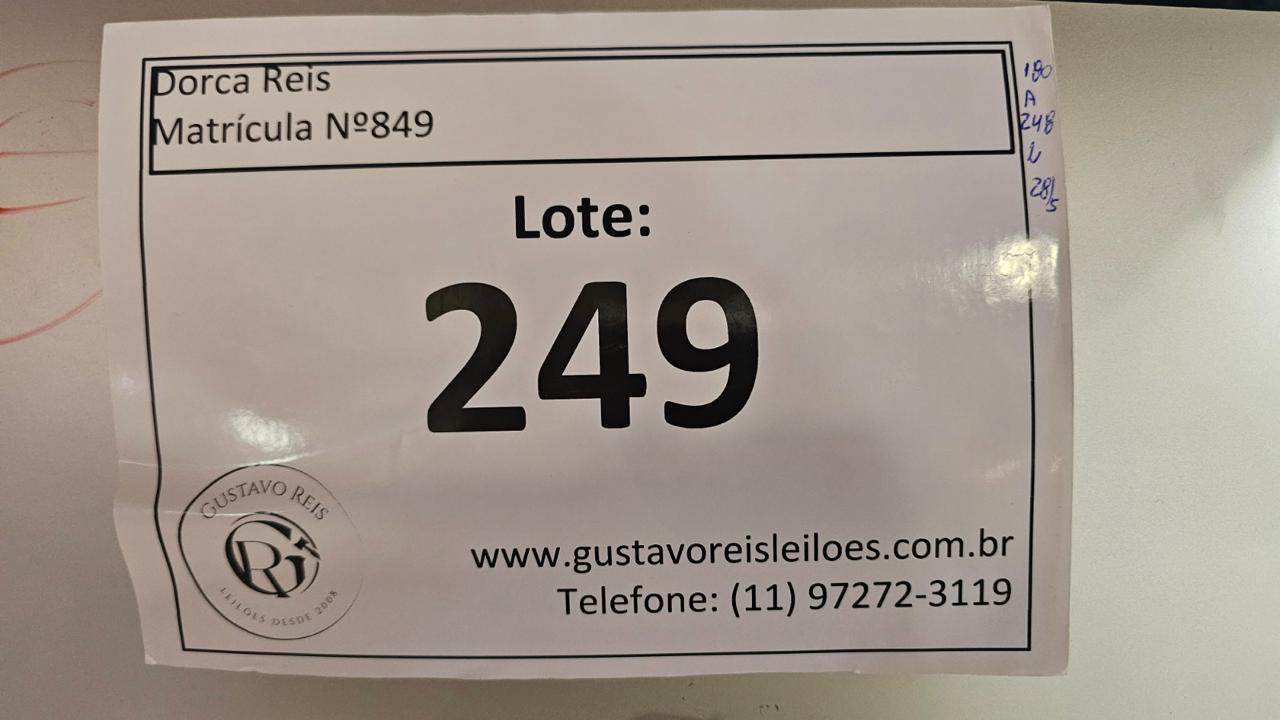 Dorca Reis
Matrícula Nº849
Lote:
249
GUSTAVO REIS
GR
LEILOES DESDE 2008
www.gustavoreisleiloes.com.br
Telefone: (11) 97272-3119
A
248
28/5